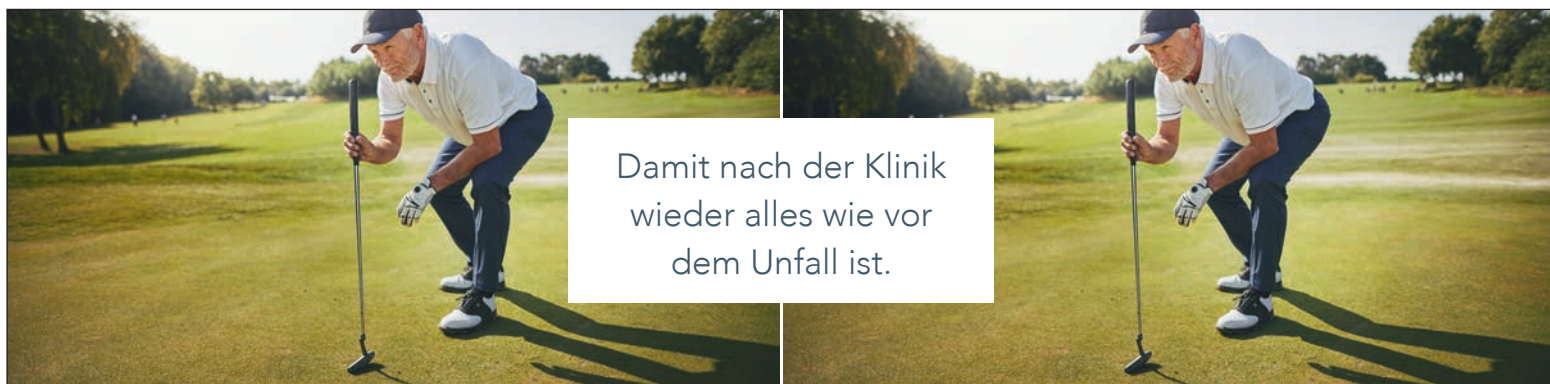 Damit nach der Klinik
wieder alles wie vor
dem Unfall ist.